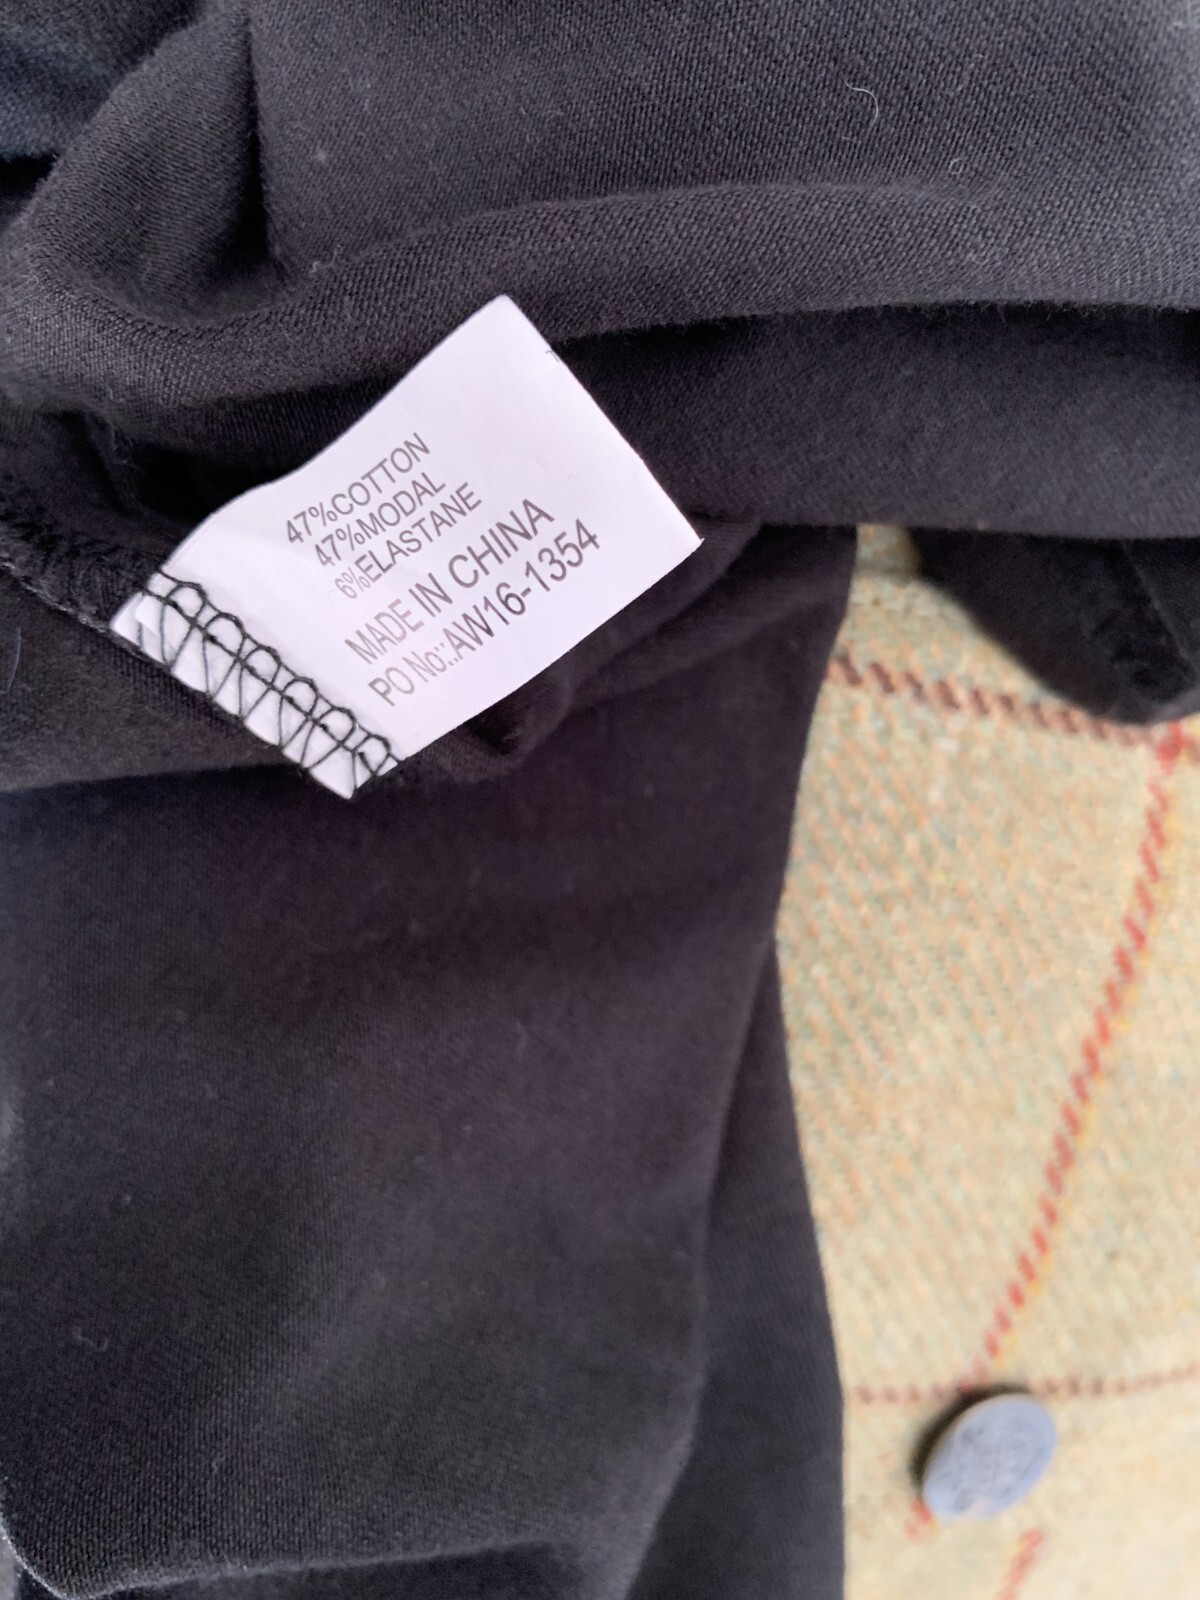 47%COTTON
47%MODAL
6%ELASTANE
MADE IN CHINA
PO No.:AW16-1354